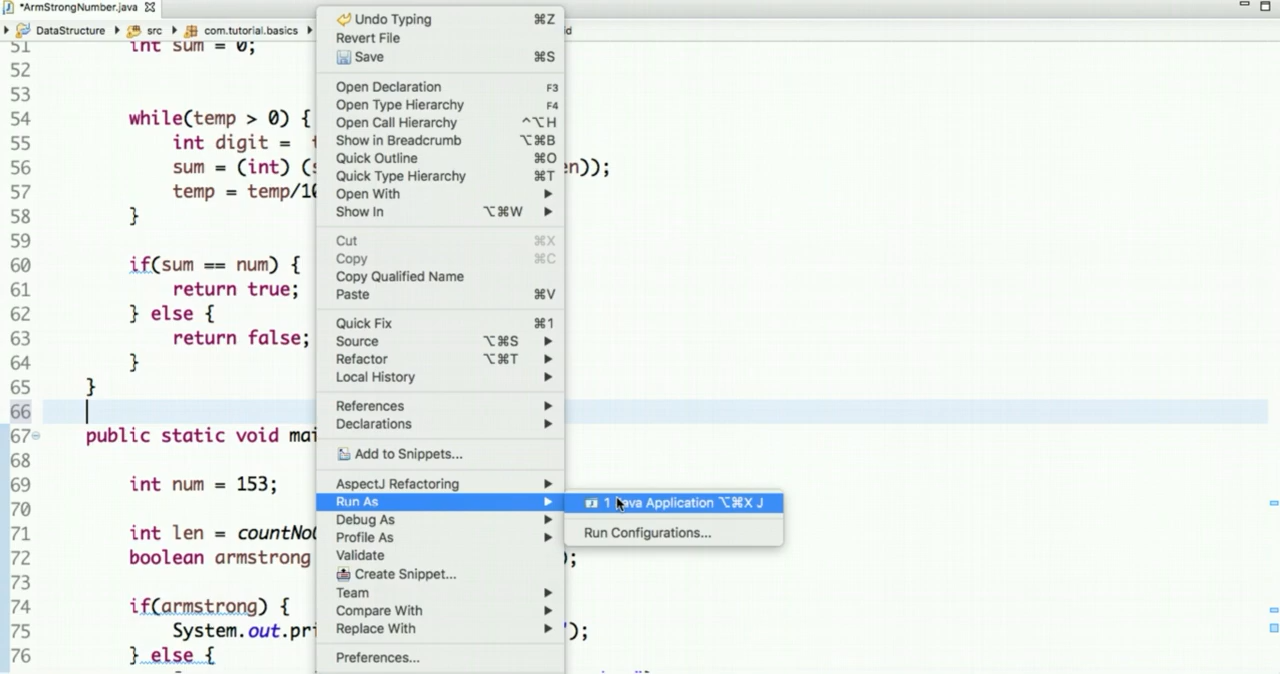 *ArmStrongNumber.java
DataStructure src com.tutorial.basics d
51 int sum = 0;
52
53
54 while(temp > 0) {
55 int digit =
56 sum = (int) (s en));
57 temp = temp/10
58 }
59
60 if(sum == num) {
61 return true;
62 } else {
63 return false;
64 }
65 }
66
67 public static void mai
68
69 int num = 153;
70
71 int len = countNo
72 boolean armstrong );
73
74 if(armstrong) {
75 System.out.pri );
76 } else {
Undo Typing ⌘Z
Revert File
Save ⌘S
Open Declaration F3
Open Type Hierarchy F4
Open Call Hierarchy ^⌥H
Show in Breadcrumb ⌥⌘B
Quick Outline ⌘O
Quick Type Hierarchy ⌘T
Open With
Show In ⌥⌘W
Cut ⌘X
Copy ⌘C
Copy Qualified Name
Paste ⌘V
Quick Fix ⌘1
Source ⌥⌘S
Refactor ⌥⌘T
Local History
References
Declarations
Add to Snippets...
AspectJ Refactoring
Run As
Debug As
Profile As
Validate
Create Snippet...
Team
Compare With
Replace With
Preferences...
1 Java Application ⌥⌘X J
Run Configurations...